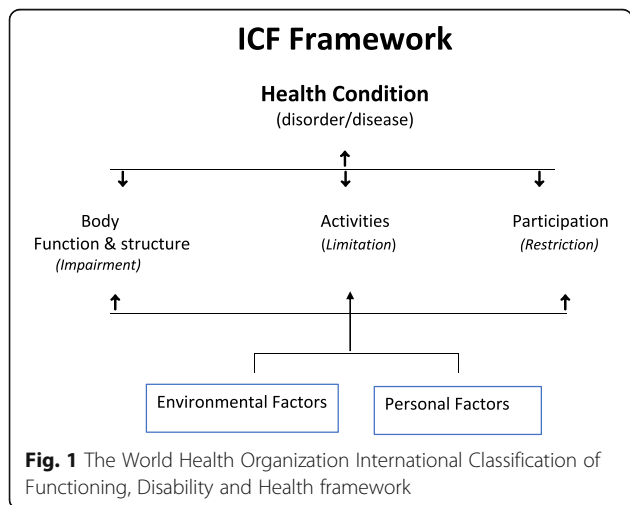 ICF Framework
Health Condition
(disorder/disease)
Body
Function & structure
(Impairment)
Activities
(Limitation)
Participation
(Restriction)
Environmental Factors
Personal Factors
Fig. 1 The World Health Organization International Classification of
Functioning, Disability and Health framework